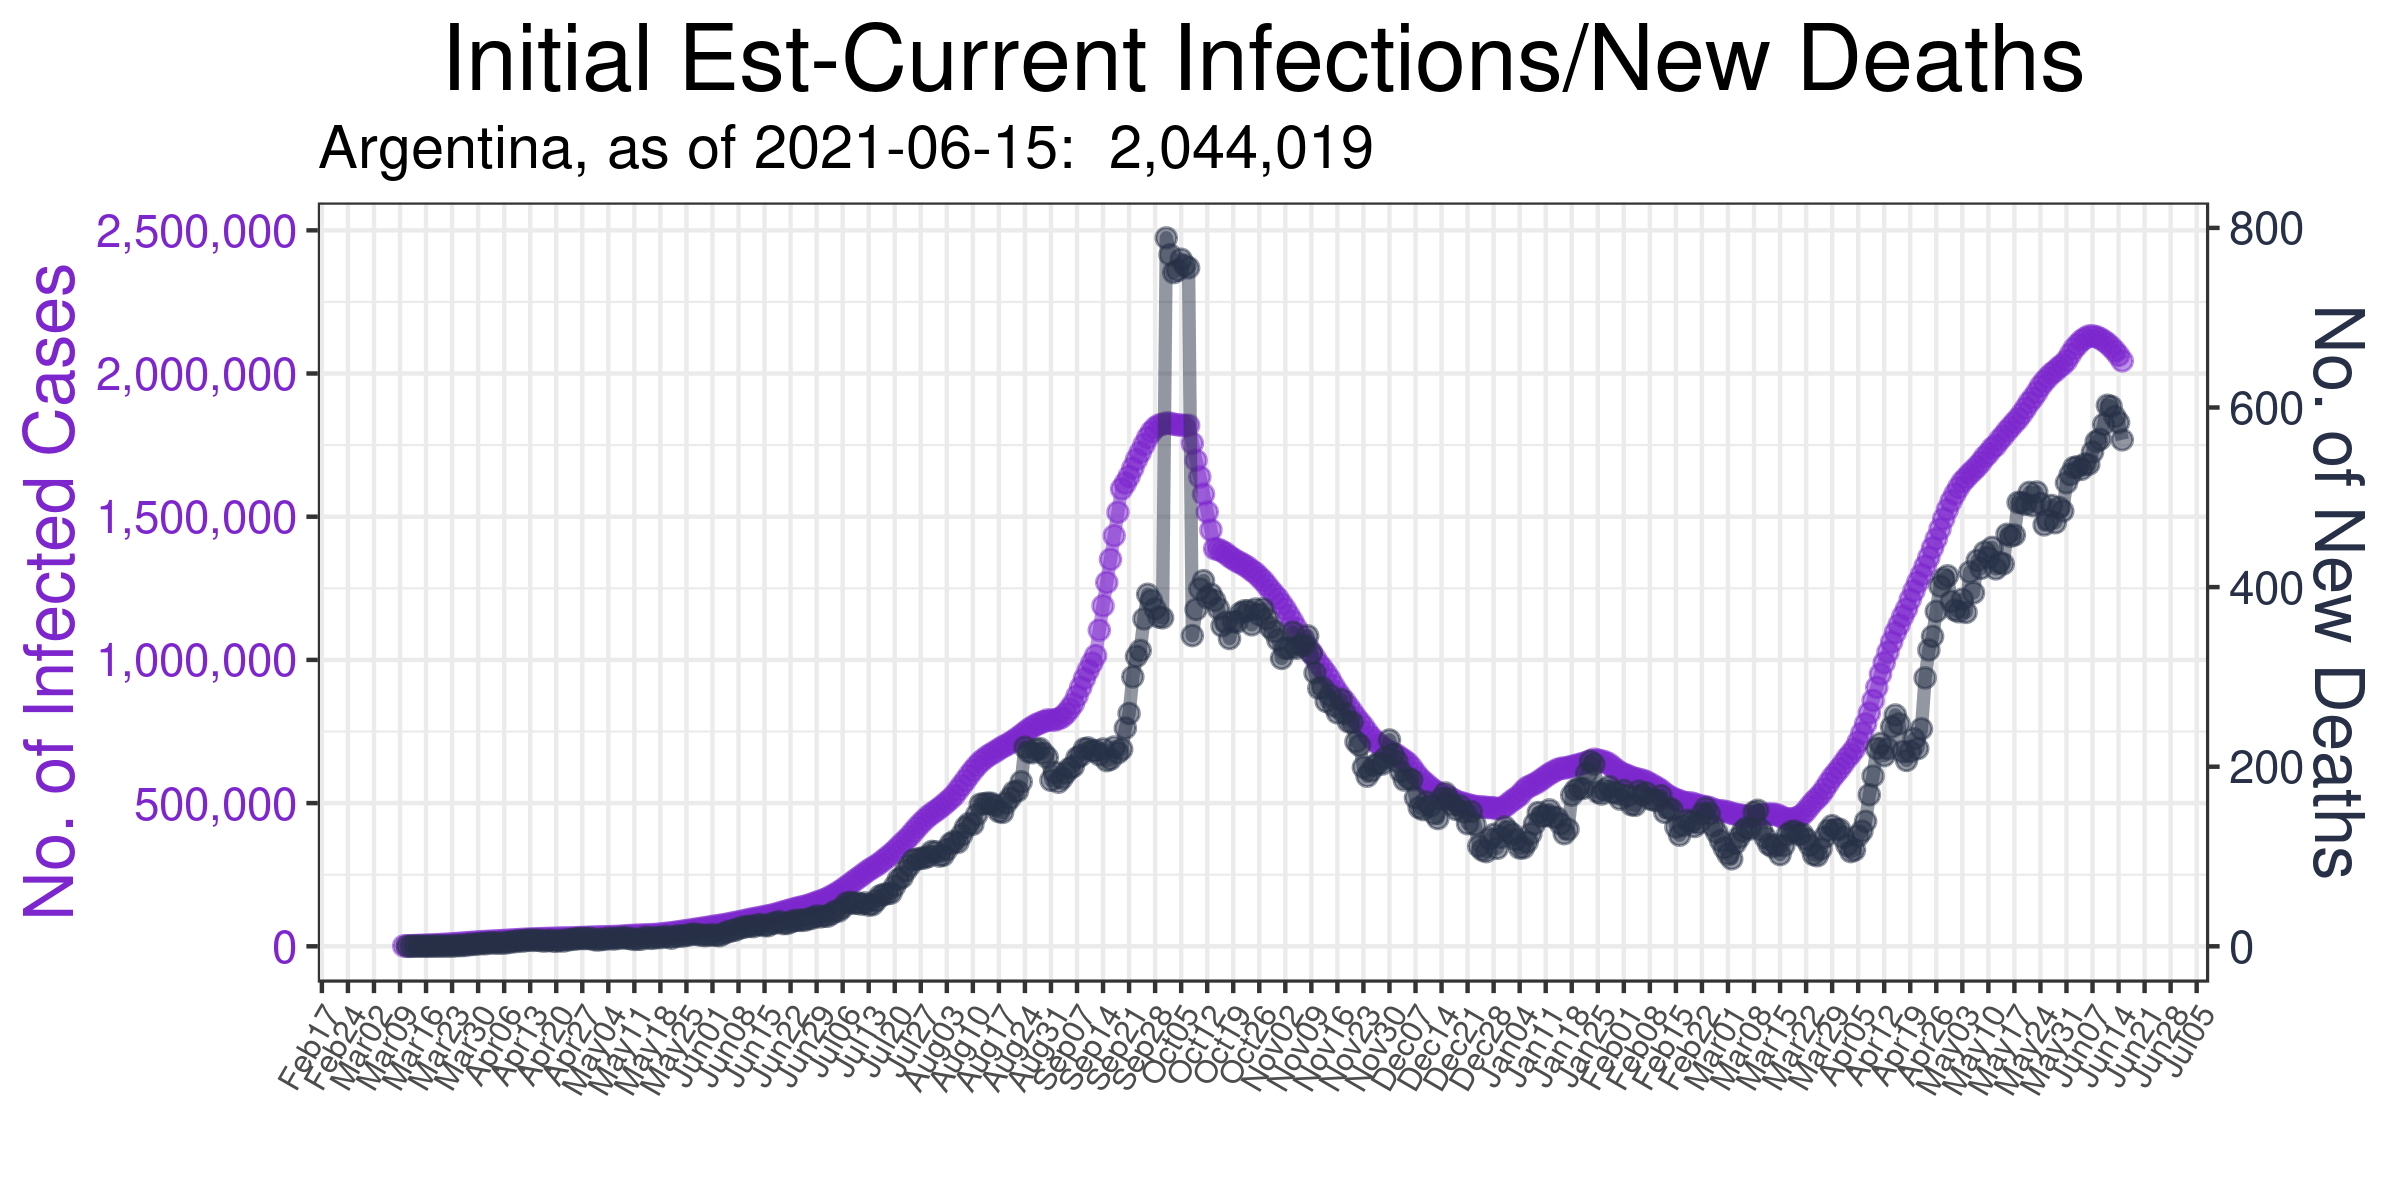 Initial Est-Current Infections/New Deaths
Argentina, as of 2021-06-15: 2,044,019
No. of Infected Cases
2,500,000
2,000,000
1,500,000
1,000,000
500,000
0
800
600
400
200
0
No. of New Deaths
Feb17
Feb24
Mar02
Mar09
Mar16
Mar23
Mar30
Apr06
Apr13
Apr20
Apr27
May04
May11
May18
May25
Jun01
Jun08
Jun15
Jun22
Jun29
Jul06
Jul13
Jul20
Jul27
Aug03
Aug10
Aug17
Aug24
Aug31
Sep07
Sep14
Sep21
Sep28
Oct05
Oct12
Oct19
Oct26
Nov02
Nov09
Nov16
Nov23
Nov30
Dec07
Dec14
Dec21
Dec28
Jan04
Jan11
Jan18
Jan25
Feb01
Feb08
Feb15
Feb22
Mar01
Mar08
Mar15
Mar22
Mar29
Apr05
Apr12
Apr19
Apr26
May03
May10
May17
May24
May31
Jun07
Jun14
Jun21
Jun28
Jul05